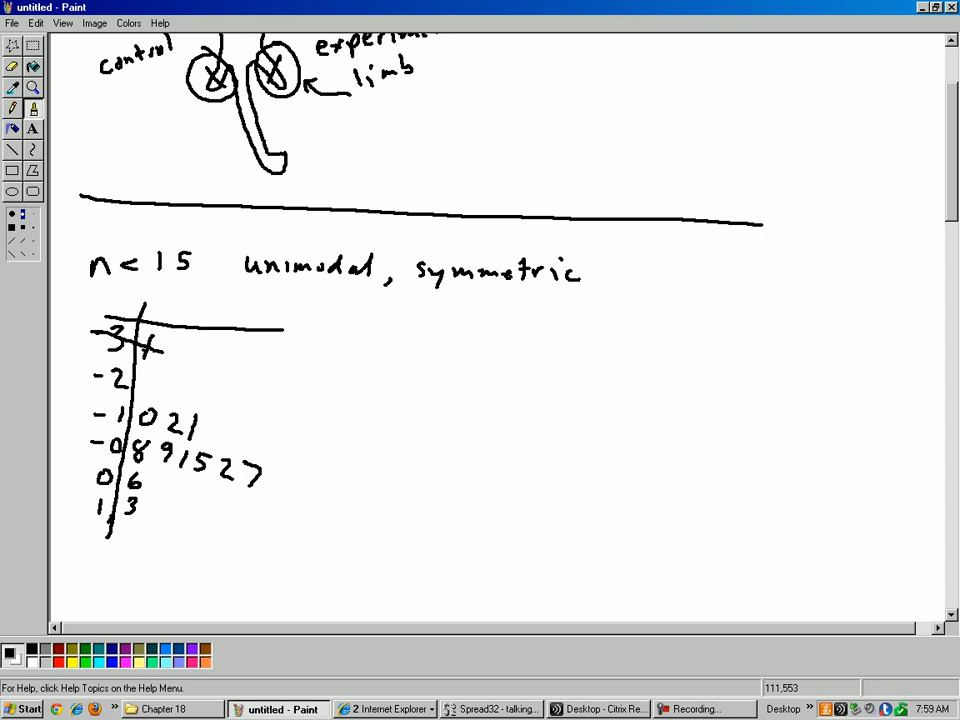 untitled - Paint
File Edit View Image Colors Help
control
limb
n < 15 unimodal, symmetric
-3
-2
-1 0 2 1
-0 8 9 1 5 2 7
0 6
1 3
For Help, click Help Topics on the Help Menu.
111,553
Start
Chapter 18
untitled - Paint
2 Internet Explorer
Spread32 - talking...
Desktop - Citrix Re...
Recording...
Desktop
7:59 AM